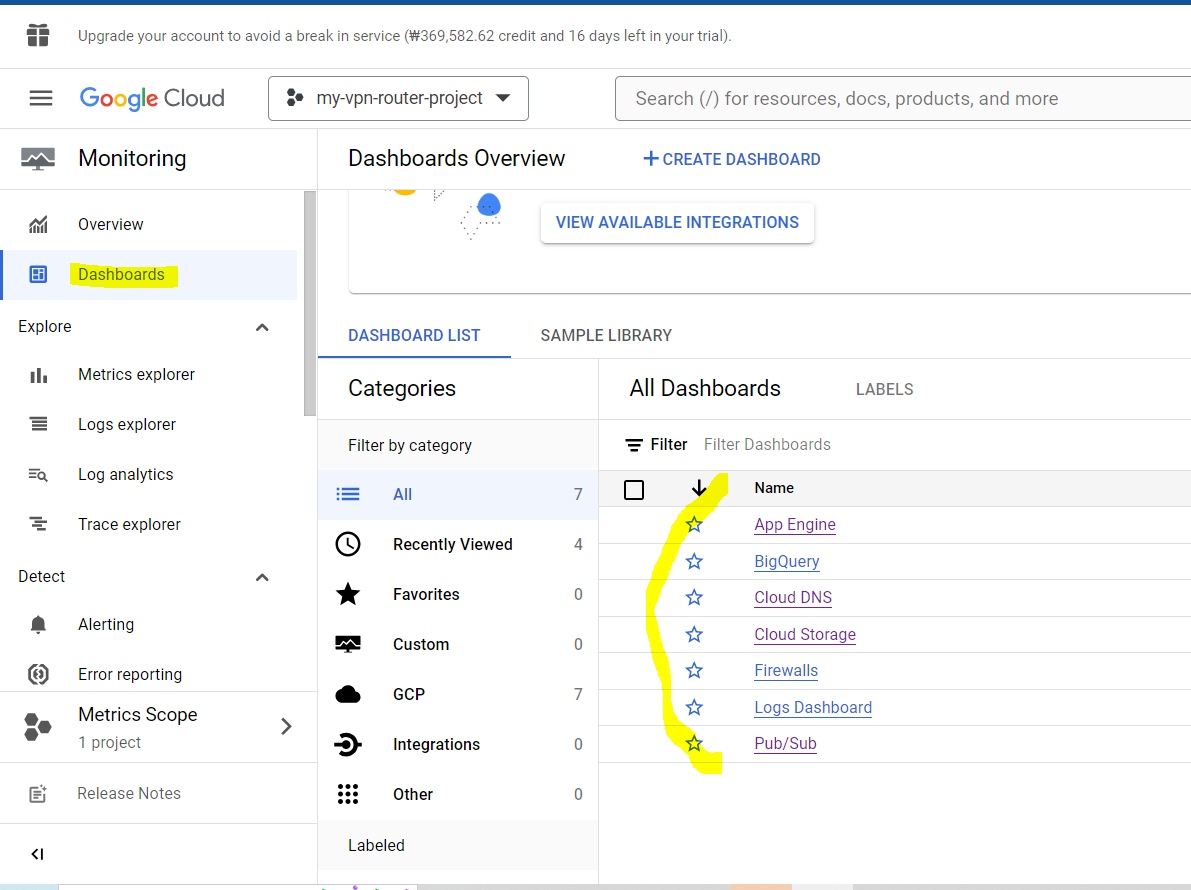 Upgrade your account to avoid a break in service (₩369,582.62 credit and 16 days left in your trial).
Google Cloud
my-vpn-router-project
Search (/) for resources, docs, products, and more
Monitoring
Dashboards Overview
+ CREATE DASHBOARD
VIEW AVAILABLE INTEGRATIONS
Overview
Dashboards
Explore
Metrics explorer
Logs explorer
Log analytics
Trace explorer
Detect
Alerting
Error reporting
Metrics Scope
1 project
Release Notes
DASHBOARD LIST
SAMPLE LIBRARY
Categories
Filter by category
All 7
Recently Viewed 4
Favorites 0
Custom 0
GCP 7
Integrations 0
Other 0
Labeled
All Dashboards
LABELS
Filter Filter Dashboards
Name
App Engine
BigQuery
Cloud DNS
Cloud Storage
Firewalls
Logs Dashboard
Pub/Sub